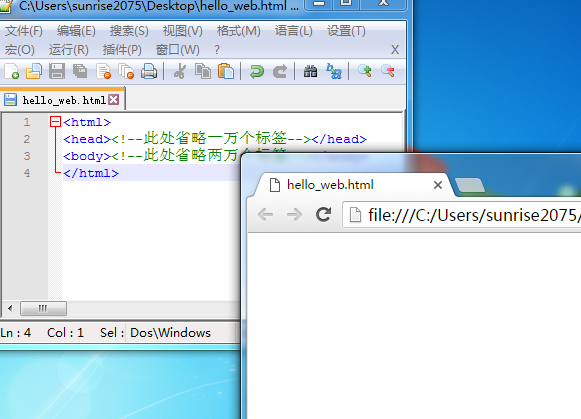 C:\Users\sunrise2075\Desktop\hello_web.html ...
文件(F) 编辑(E) 搜索(S) 视图(V) 格式(M) 语言(L) 设置(T)
宏(O) 运行(R) 插件(P) 窗口(W) ? X
hello_web.html
1 <html>
2 <head><!--此处省略一万个标签--></head>
3 <body><!--此处省略两万个标签--></body>
4 </html>
hello_web.html
file:///C:/Users/sunrise2075/
Ln : 4 Col : 1 Sel : Dos\Windows